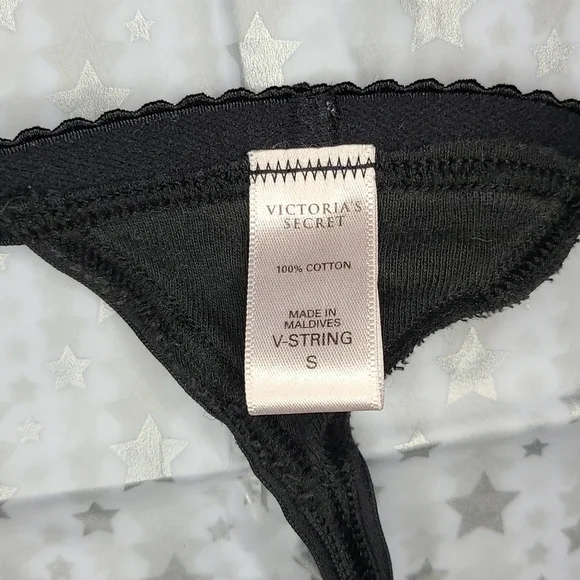 VICTORIA'S
SECRET
100% COTTON
MADE IN
MALDIVES
V-STRING
S